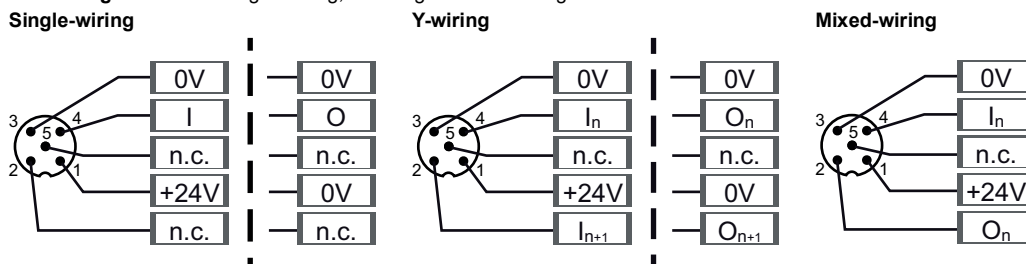 Single-wiring
3
5
4
2
1
0V
I
n.c.
+24V
n.c.
0V
O
n.c.
0V
n.c.
Y-wiring
3
5
4
2
1
0V
Iₙ
n.c.
+24V
Iₙ₊₁
0V
Oₙ
n.c.
0V
Oₙ₊₁
Mixed-wiring
3
5
4
2
1
0V
Iₙ
n.c.
+24V
Oₙ